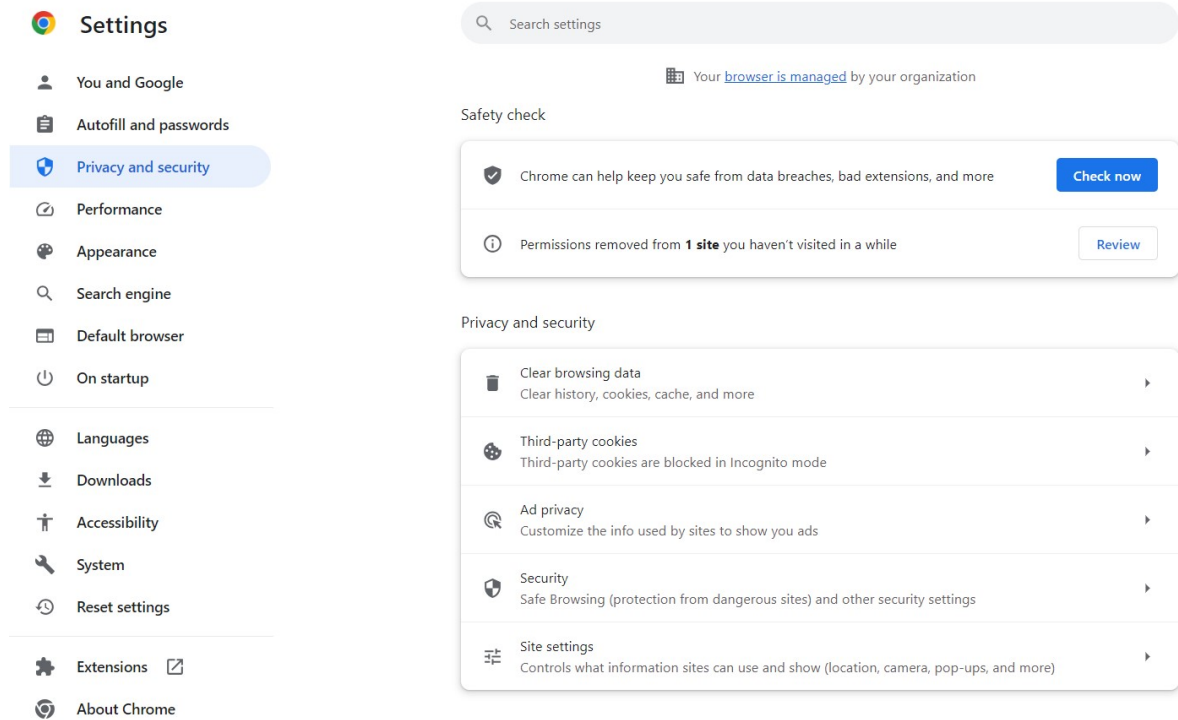 Settings
You and Google
Autofill and passwords
Privacy and security
Performance
Appearance
Search engine
Default browser
On startup
Languages
Downloads
Accessibility
System
Reset settings
Extensions
About Chrome
Search settings
Your browser is managed by your organization
Safety check
Chrome can help keep you safe from data breaches, bad extensions, and more
Check now
Permissions removed from 1 site you haven't visited in a while
Review
Privacy and security
Clear browsing data
Clear history, cookies, cache, and more
Third-party cookies
Third-party cookies are blocked in Incognito mode
Ad privacy
Customize the info used by sites to show you ads
Security
Safe Browsing (protection from dangerous sites) and other security settings
Site settings
Controls what information sites can use and show (location, camera, pop-ups, and more)